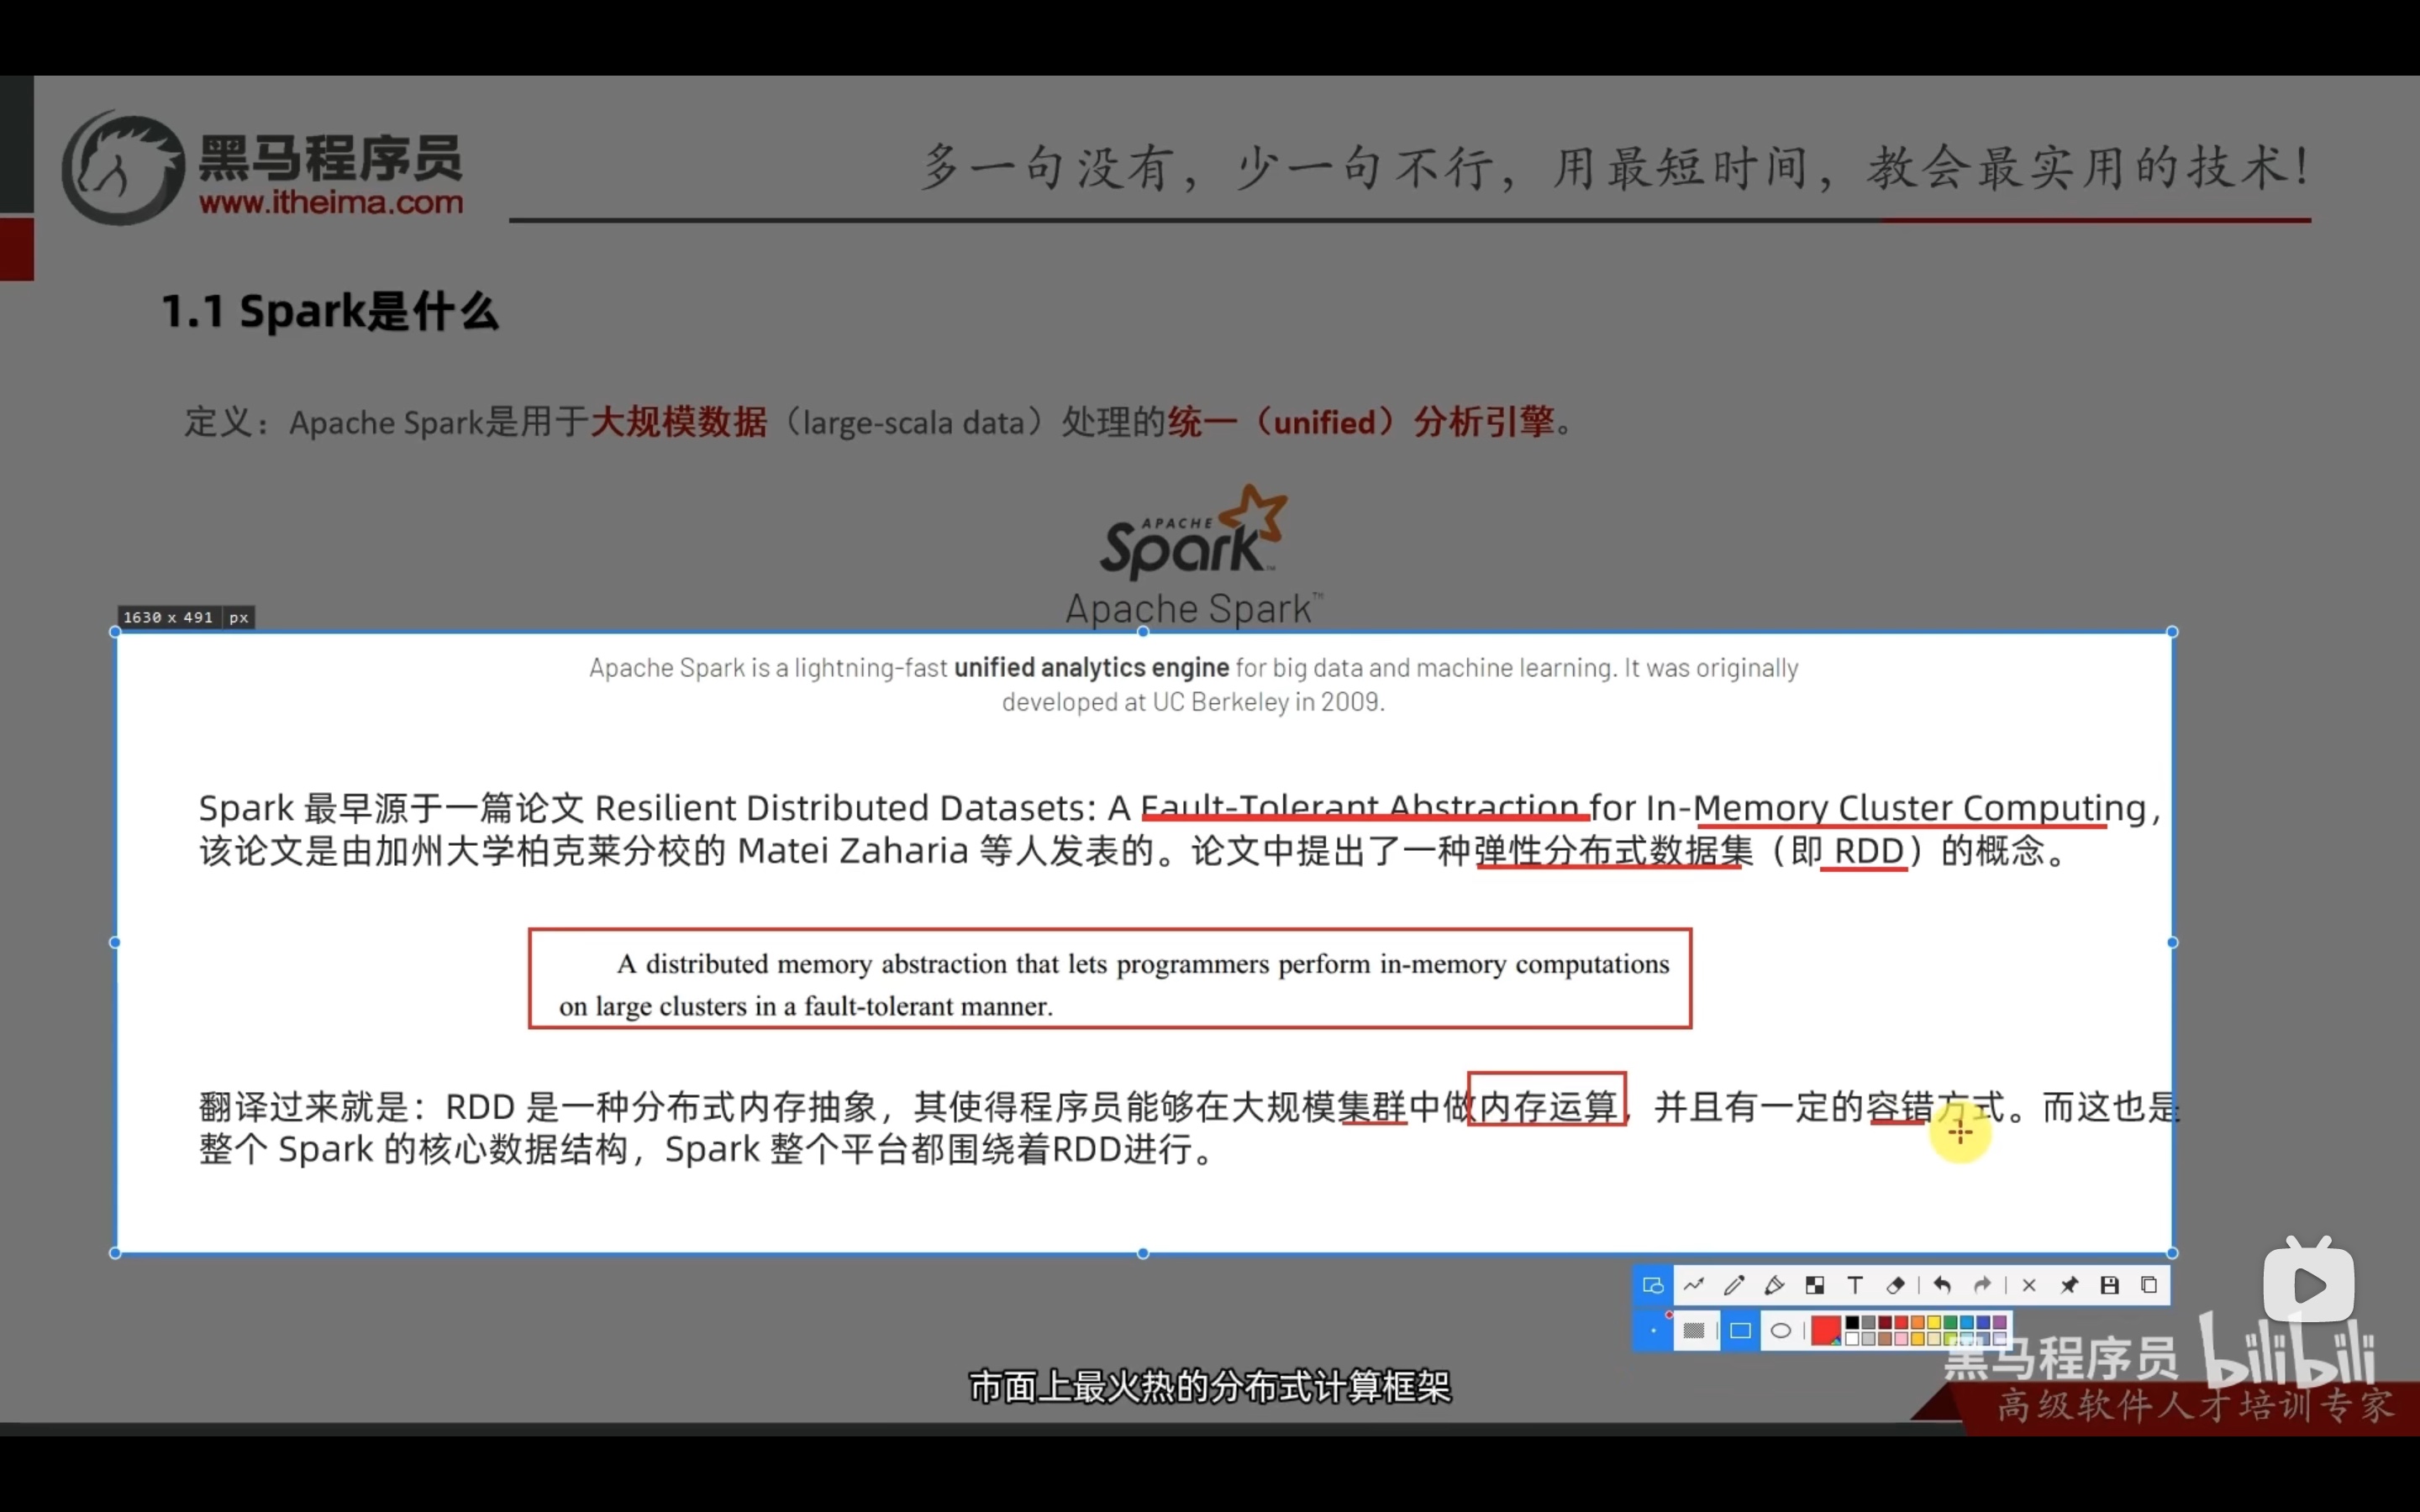 黑马程序员
www.itheima.com
多一句没有，少一句不行，用最短时间，教会最实用的技术！
1.1 Spark是什么
定义：Apache Spark是用于大规模数据（large-scala data）处理的统一（unified）分析引擎。
APACHE
Spark™
Apache Spark™
1630 x 491 px
Apache Spark is a lightning-fast unified analytics engine for big data and machine learning. It was originally
developed at UC Berkeley in 2009.
Spark 最早源于一篇论文 Resilient Distributed Datasets: A Fault-Tolerant Abstraction for In-Memory Cluster Computing，
该论文是由加州大学柏克莱分校的 Matei Zaharia 等人发表的。论文中提出了一种弹性分布式数据集（即 RDD）的概念。
A distributed memory abstraction that lets programmers perform in-memory computations
on large clusters in a fault-tolerant manner.
翻译过来就是：RDD 是一种分布式内存抽象，其使得程序员能够在大规模集群中做内存运算，并且有一定的容错方式。而这也是
整个 Spark 的核心数据结构，Spark 整个平台都围绕着RDD进行。
T
市面上最火热的分布式计算框架
黑马程序员 bilibili
高级软件人才培训专家